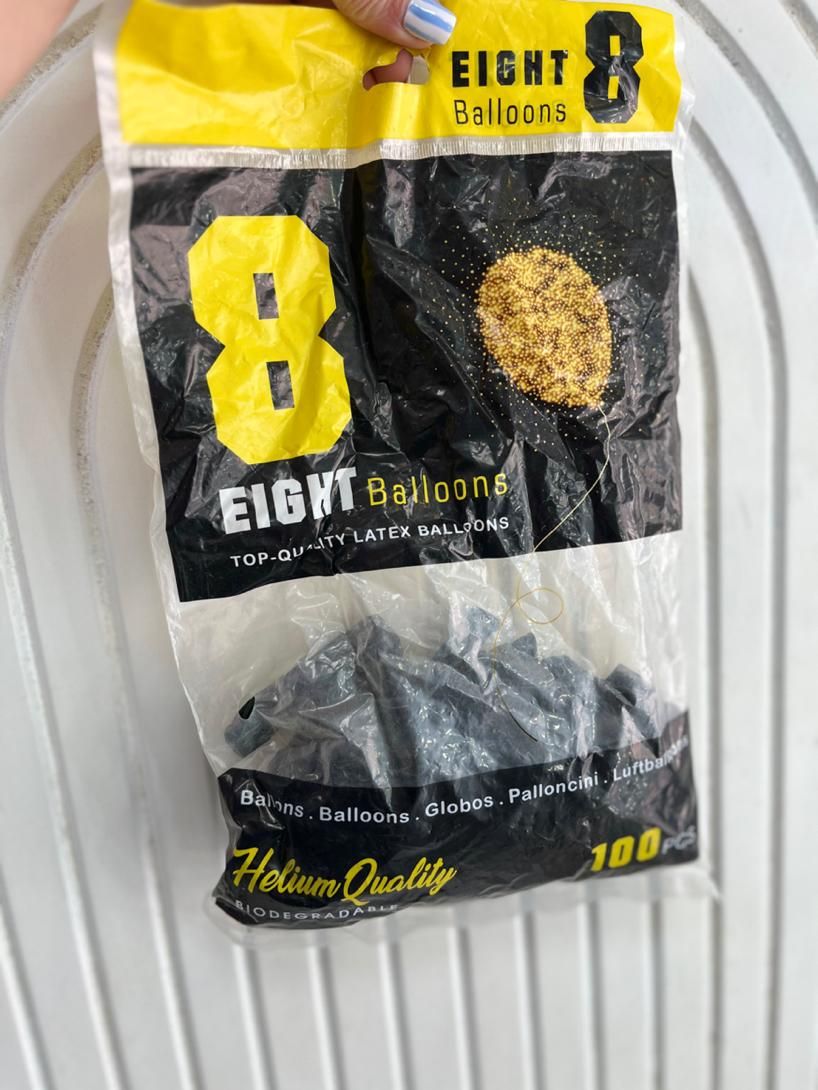 EIGHT 8
Balloons
8
EIGHT Balloons
TOP-QUALITY LATEX BALLOONS
Ballons . Balloons . Globos . Palloncini . Luftballons
Helium Quality
100 PCS
BIODEGRADABLE